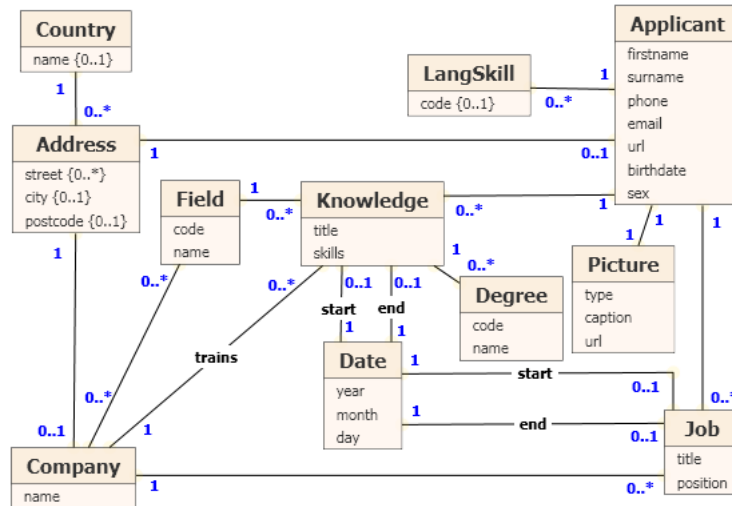 Country
name {0..1}
1
0..*
Applicant
firstname
surname
phone
email
url
birthdate
sex
LangSkill
code {0..1}
1
0..*
Address
street {0..*}
city {0..1}
postcode {0..1}
1
0..1
1
Field
code
name
1
0..*
Knowledge
title
skills
0..*
1
0..*
0..*
0..1
0..1
1
0..*
start
end
1
1
trains
Degree
code
name
1
1
Picture
type
caption
url
1
Date
year
month
day
1
start
0..1
1
end
0..1
0..*
0..1
0..*
1
Company
name
1
0..*
Job
title
position